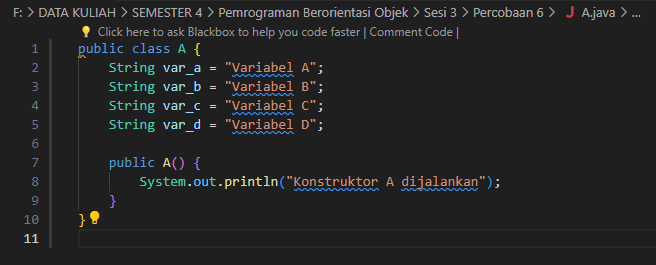 F: > DATA KULIAH > SEMESTER 4 > Pemrograman Berorientasi Objek > Sesi 3 > Percobaan 6 > J A.java > ...
Click here to ask Blackbox to help you code faster | Comment Code |
1 public class A {
2 String var_a = "Variabel A";
3 String var_b = "Variabel B";
4 String var_c = "Variabel C";
5 String var_d = "Variabel D";
6
7 public A() {
8 System.out.println("Konstruktor A dijalankan");
9 }
10 }
11